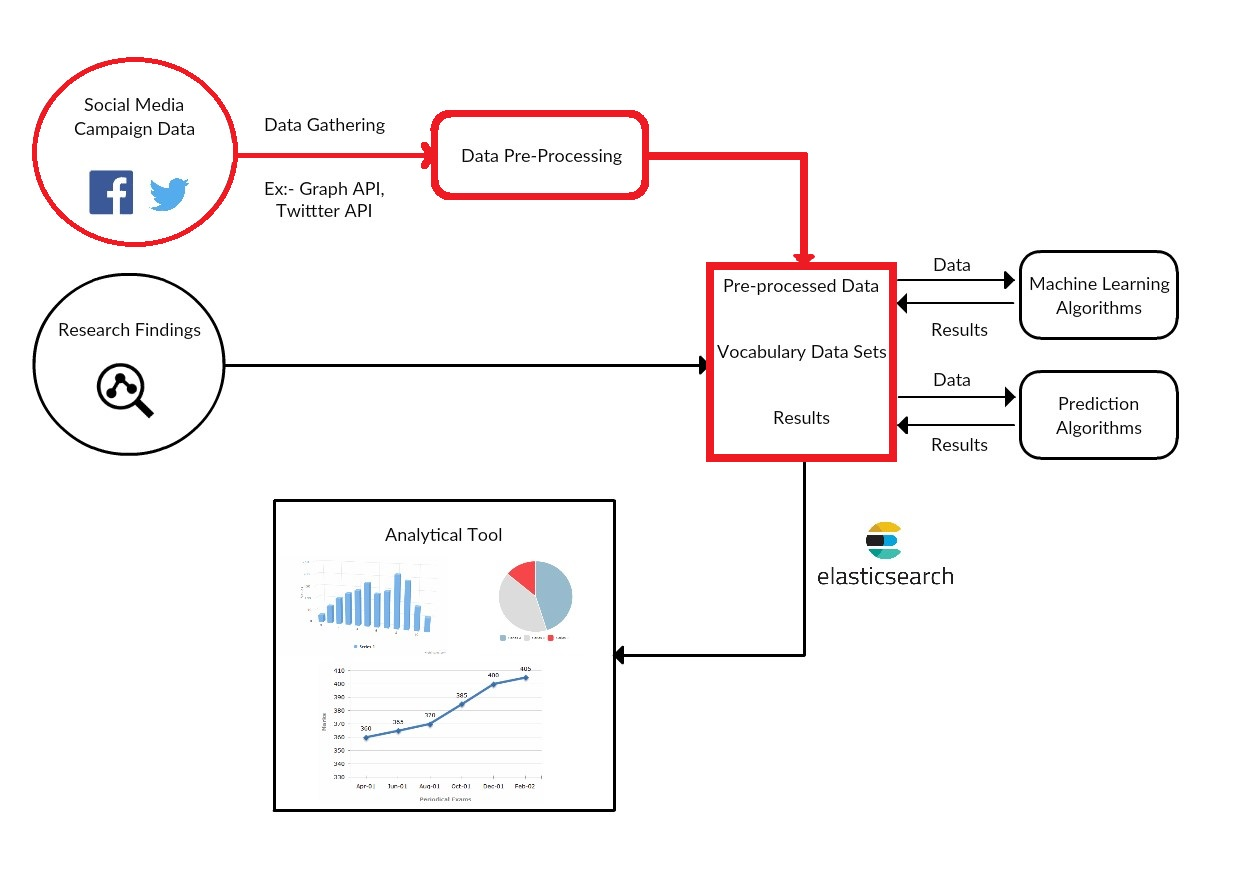 Social Media
Campaign Data
Data Gathering
Ex:- Graph API,
Twittter API
Data Pre-Processing
Research Findings
Pre-processed Data
Vocabulary Data Sets
Results
Data
Results
Machine Learning
Algorithms
Data
Results
Prediction
Algorithms
elasticsearch
Analytical Tool
Series 1
410
400
390
380
370
360
350
340
330
360
365
370
385
400
405
Marks
Apr-01
Jun-01
Aug-01
Oct-01
Dec-01
Feb-02
Periodical Exams